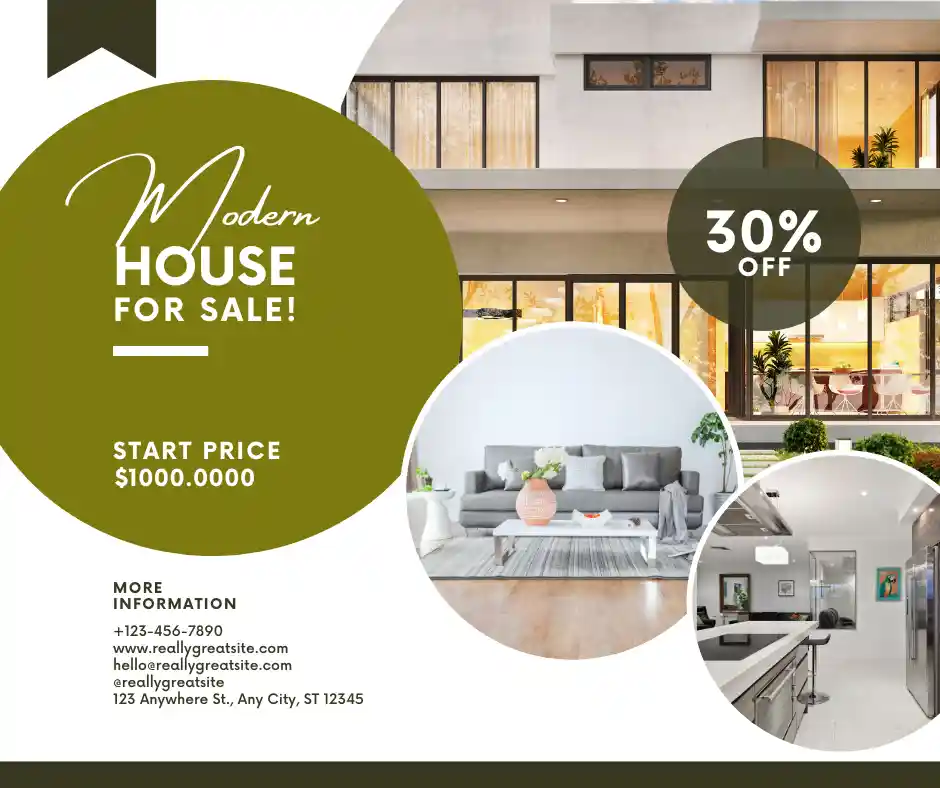 Modern
HOUSE
FOR SALE!
START PRICE
$1000.0000
30%
OFF
MORE
INFORMATION
+123-456-7890
www.reallygreatsite.com
hello@reallygreatsite.com
@reallygreatsite
123 Anywhere St., Any City, ST 12345